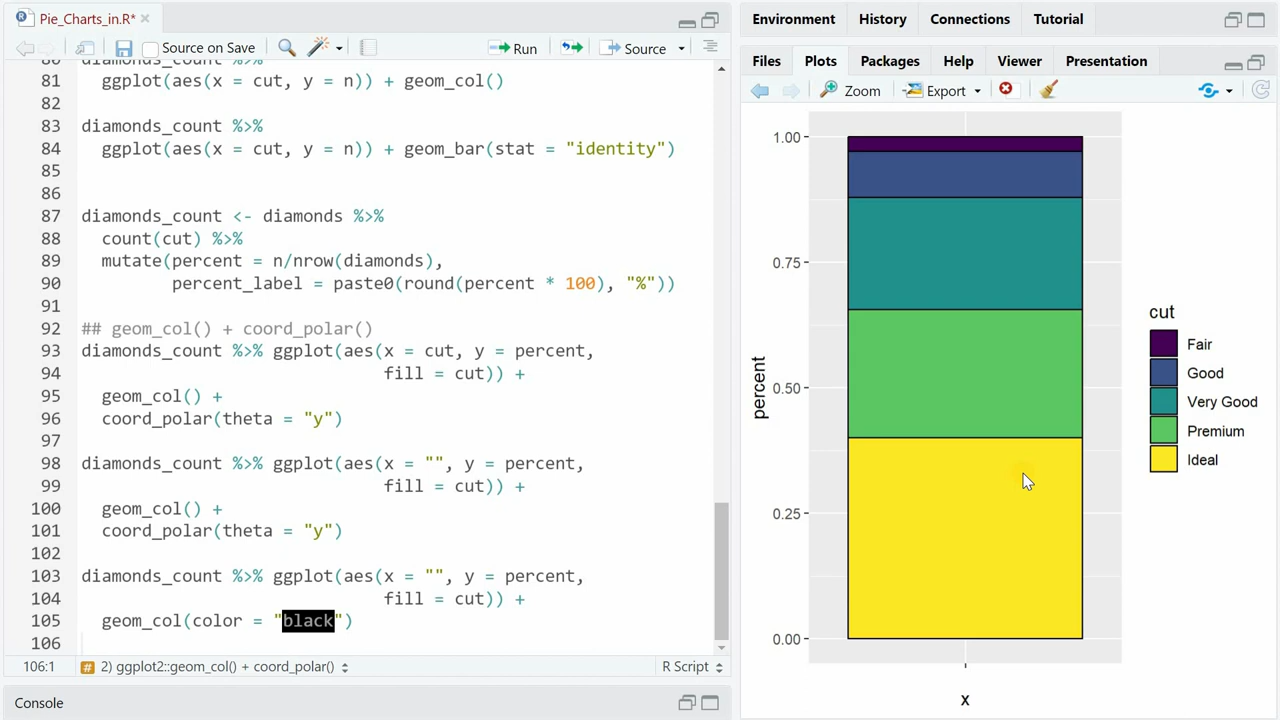 Pie_Charts_in.R*
Source on Save
Run
Source
80 diamonds_count %>%
81 ggplot(aes(x = cut, y = n)) + geom_col()
82
83 diamonds_count %>%
84 ggplot(aes(x = cut, y = n)) + geom_bar(stat = "identity")
85
86
87 diamonds_count <- diamonds %>%
88 count(cut) %>%
89 mutate(percent = n/nrow(diamonds),
90 percent_label = paste0(round(percent * 100), "%"))
91
92 ## geom_col() + coord_polar()
93 diamonds_count %>% ggplot(aes(x = cut, y = percent,
94 fill = cut)) +
95 geom_col() +
96 coord_polar(theta = "y")
97
98 diamonds_count %>% ggplot(aes(x = "", y = percent,
99 fill = cut)) +
100 geom_col() +
101 coord_polar(theta = "y")
102
103 diamonds_count %>% ggplot(aes(x = "", y = percent,
104 fill = cut)) +
105 geom_col(color = "black")
106
106:1 # 2) ggplot2::geom_col() + coord_polar() R Script
Console
Environment History Connections Tutorial
Files Plots Packages Help Viewer Presentation
Zoom Export
1.00
0.75
0.50
0.25
0.00
percent
x
cut
Fair
Good
Very Good
Premium
Ideal